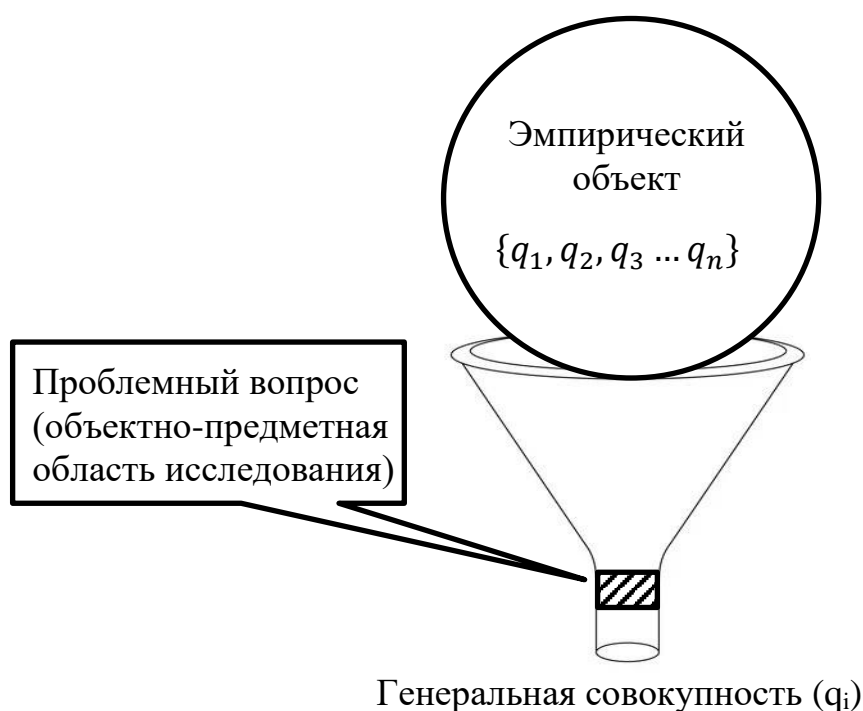 Эмпирический
объект
{q₁, q₂, q₃ … qₙ}
Проблемный вопрос
(объектно-предметная
область исследования)
Генеральная совокупность (qᵢ)